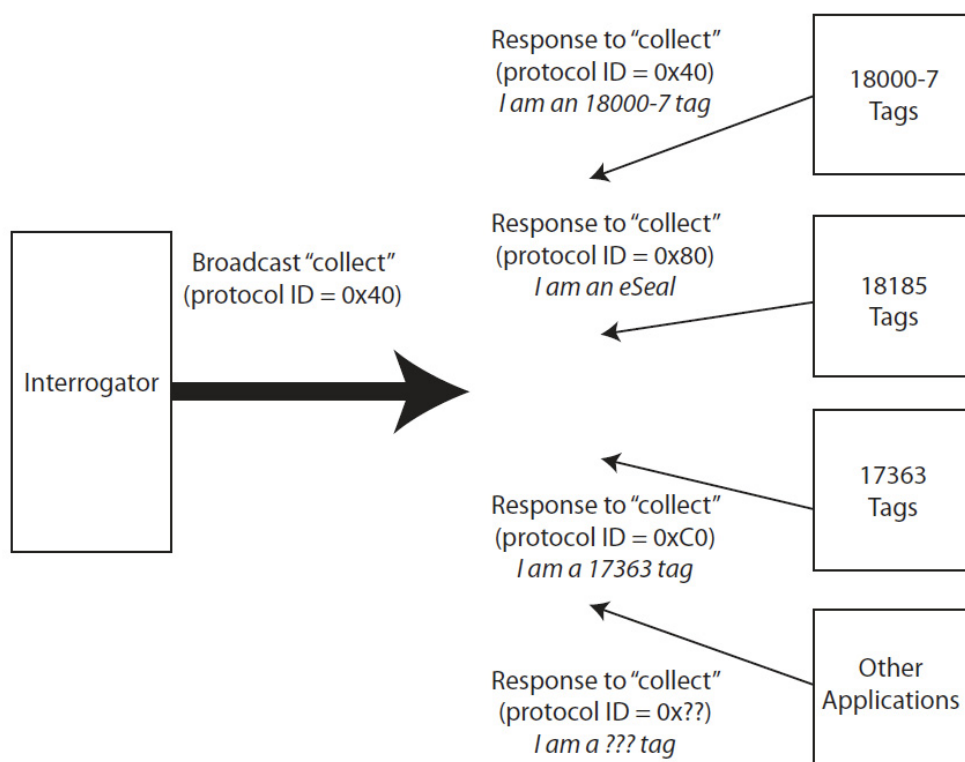 Response to “collect”
(protocol ID = 0x40)
I am an 18000-7 tag
18000-7
Tags
Broadcast “collect”
(protocol ID = 0x40)
Interrogator
Response to “collect”
(protocol ID = 0x80)
I am an eSeal
18185
Tags
Response to “collect”
(protocol ID = 0xC0)
I am a 17363 tag
17363
Tags
Response to “collect”
(protocol ID = 0x??)
I am a ??? tag
Other
Applications